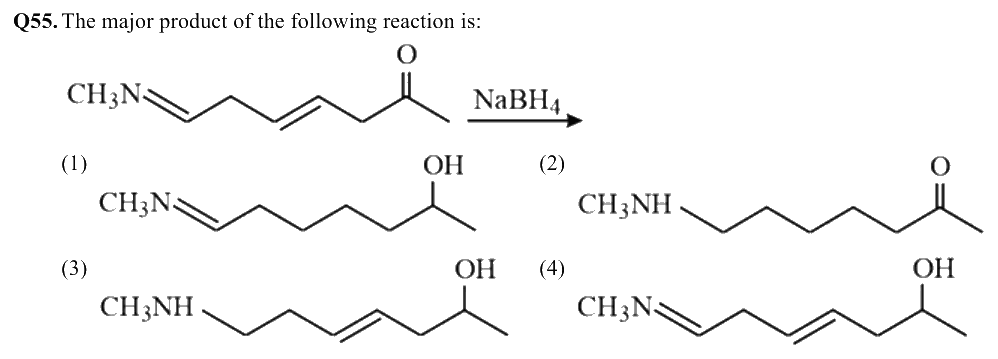 Q55. The major product of the following reaction is:
O
CH3N
NaBH4
(1)
OH
CH3N
(2)
O
CH3NH
(3)
OH
CH3NH
(4)
OH
CH3N